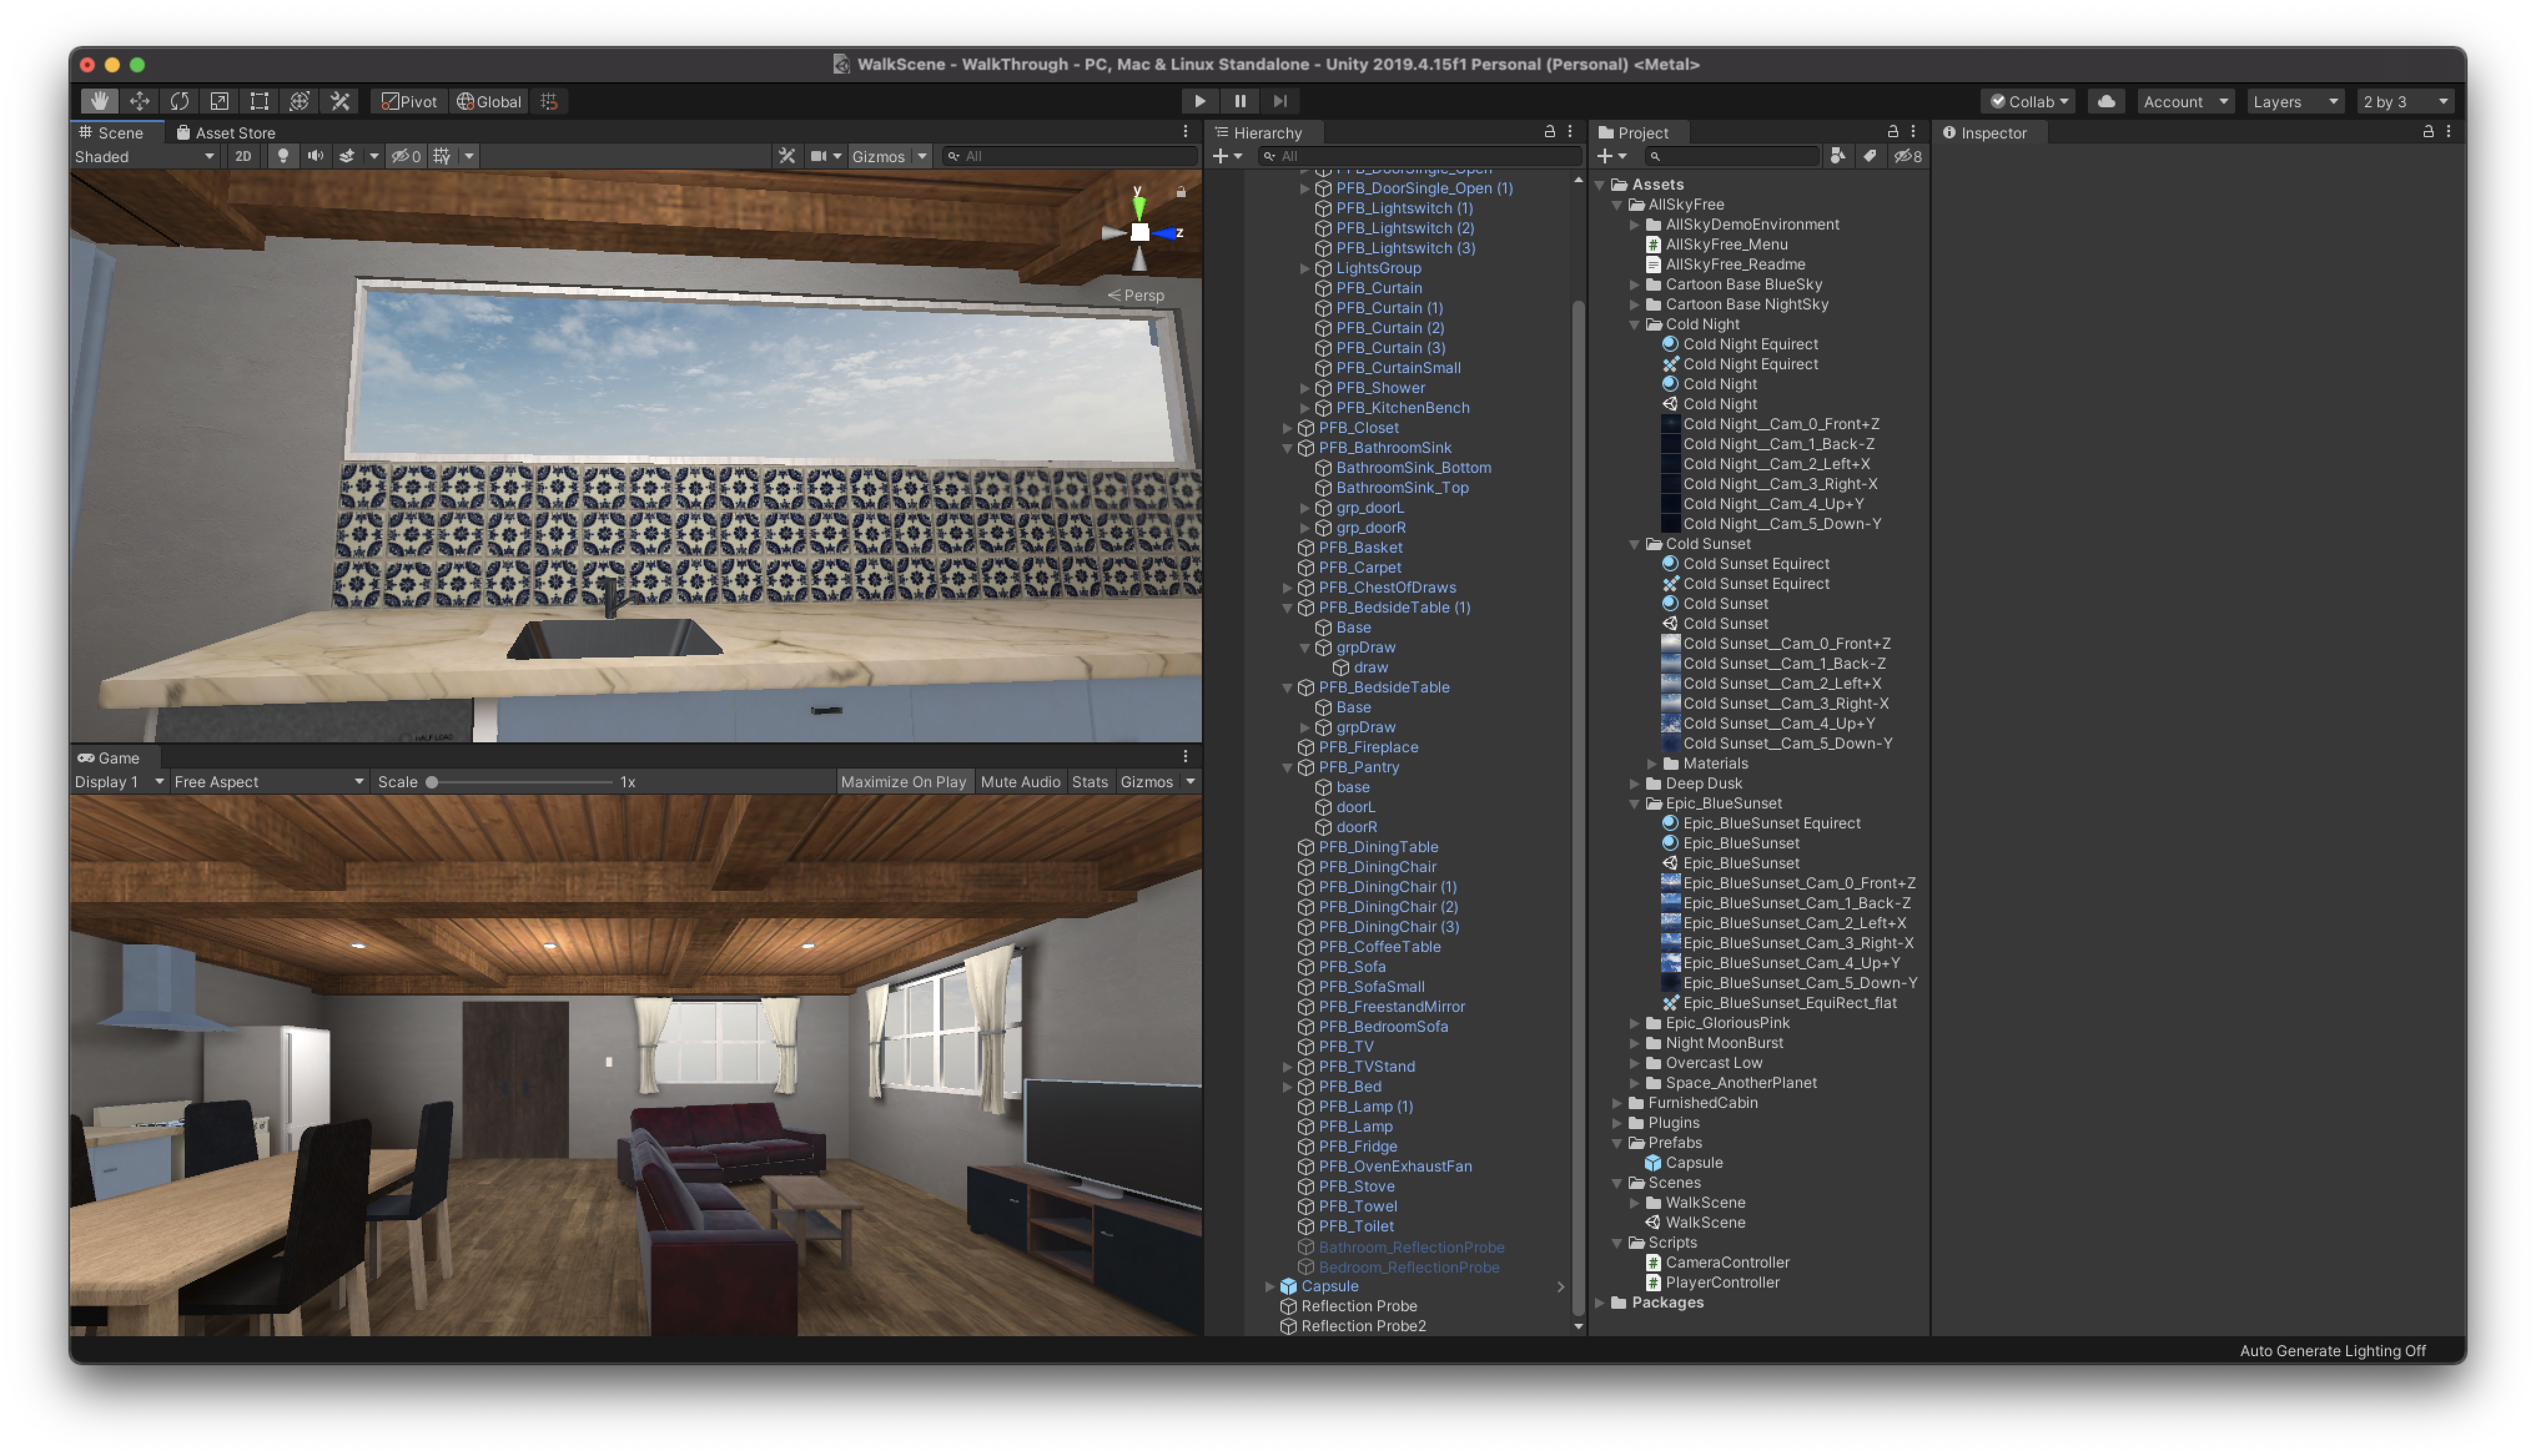 WalkScene - WalkThrough - PC, Mac & Linux Standalone - Unity 2019.4.15f1 Personal (Personal) <Metal>
Pivot Global Collab Account Layers 2 by 3
Scene Asset Store
Shaded 2D 0 Gizmos All
y
z
Persp
HALF LOAD
Game
Display 1 Free Aspect Scale 1x Maximize On Play Mute Audio Stats Gizmos
Hierarchy
All
PFB_DoorSingle_Open
PFB_DoorSingle_Open (1)
PFB_Lightswitch (1)
PFB_Lightswitch (2)
PFB_Lightswitch (3)
LightsGroup
PFB_Curtain
PFB_Curtain (1)
PFB_Curtain (2)
PFB_Curtain (3)
PFB_CurtainSmall
PFB_Shower
PFB_KitchenBench
PFB_Closet
PFB_BathroomSink
BathroomSink_Bottom
BathroomSink_Top
grp_doorL
grp_doorR
PFB_Basket
PFB_Carpet
PFB_ChestOfDraws
PFB_BedsideTable (1)
Base
grpDraw
draw
PFB_BedsideTable
Base
grpDraw
PFB_Fireplace
PFB_Pantry
base
doorL
doorR
PFB_DiningTable
PFB_DiningChair
PFB_DiningChair (1)
PFB_DiningChair (2)
PFB_DiningChair (3)
PFB_CoffeeTable
PFB_Sofa
PFB_SofaSmall
PFB_FreestandMirror
PFB_BedroomSofa
PFB_TV
PFB_TVStand
PFB_Bed
PFB_Lamp (1)
PFB_Lamp
PFB_Fridge
PFB_OvenExhaustFan
PFB_Stove
PFB_Towel
PFB_Toilet
Bathroom_ReflectionProbe
Bedroom_ReflectionProbe
Capsule
Reflection Probe
Reflection Probe2
Project
8
Assets
AllSkyFree
AllSkyDemoEnvironment
AllSkyFree_Menu
AllSkyFree_Readme
Cartoon Base BlueSky
Cartoon Base NightSky
Cold Night
Cold Night Equirect
Cold Night Equirect
Cold Night
Cold Night
Cold Night__Cam_0_Front+Z
Cold Night__Cam_1_Back-Z
Cold Night__Cam_2_Left+X
Cold Night__Cam_3_Right-X
Cold Night__Cam_4_Up+Y
Cold Night__Cam_5_Down-Y
Cold Sunset
Cold Sunset Equirect
Cold Sunset Equirect
Cold Sunset
Cold Sunset
Cold Sunset__Cam_0_Front+Z
Cold Sunset__Cam_1_Back-Z
Cold Sunset__Cam_2_Left+X
Cold Sunset__Cam_3_Right-X
Cold Sunset__Cam_4_Up+Y
Cold Sunset__Cam_5_Down-Y
Materials
Deep Dusk
Epic_BlueSunset
Epic_BlueSunset Equirect
Epic_BlueSunset
Epic_BlueSunset
Epic_BlueSunset_Cam_0_Front+Z
Epic_BlueSunset_Cam_1_Back-Z
Epic_BlueSunset_Cam_2_Left+X
Epic_BlueSunset_Cam_3_Right-X
Epic_BlueSunset_Cam_4_Up+Y
Epic_BlueSunset_Cam_5_Down-Y
Epic_BlueSunset_EquiRect_flat
Epic_GloriousPink
Night MoonBurst
Overcast Low
Space_AnotherPlanet
FurnishedCabin
Plugins
Prefabs
Capsule
Scenes
WalkScene
WalkScene
Scripts
CameraController
PlayerController
Packages
Inspector
Auto Generate Lighting Off